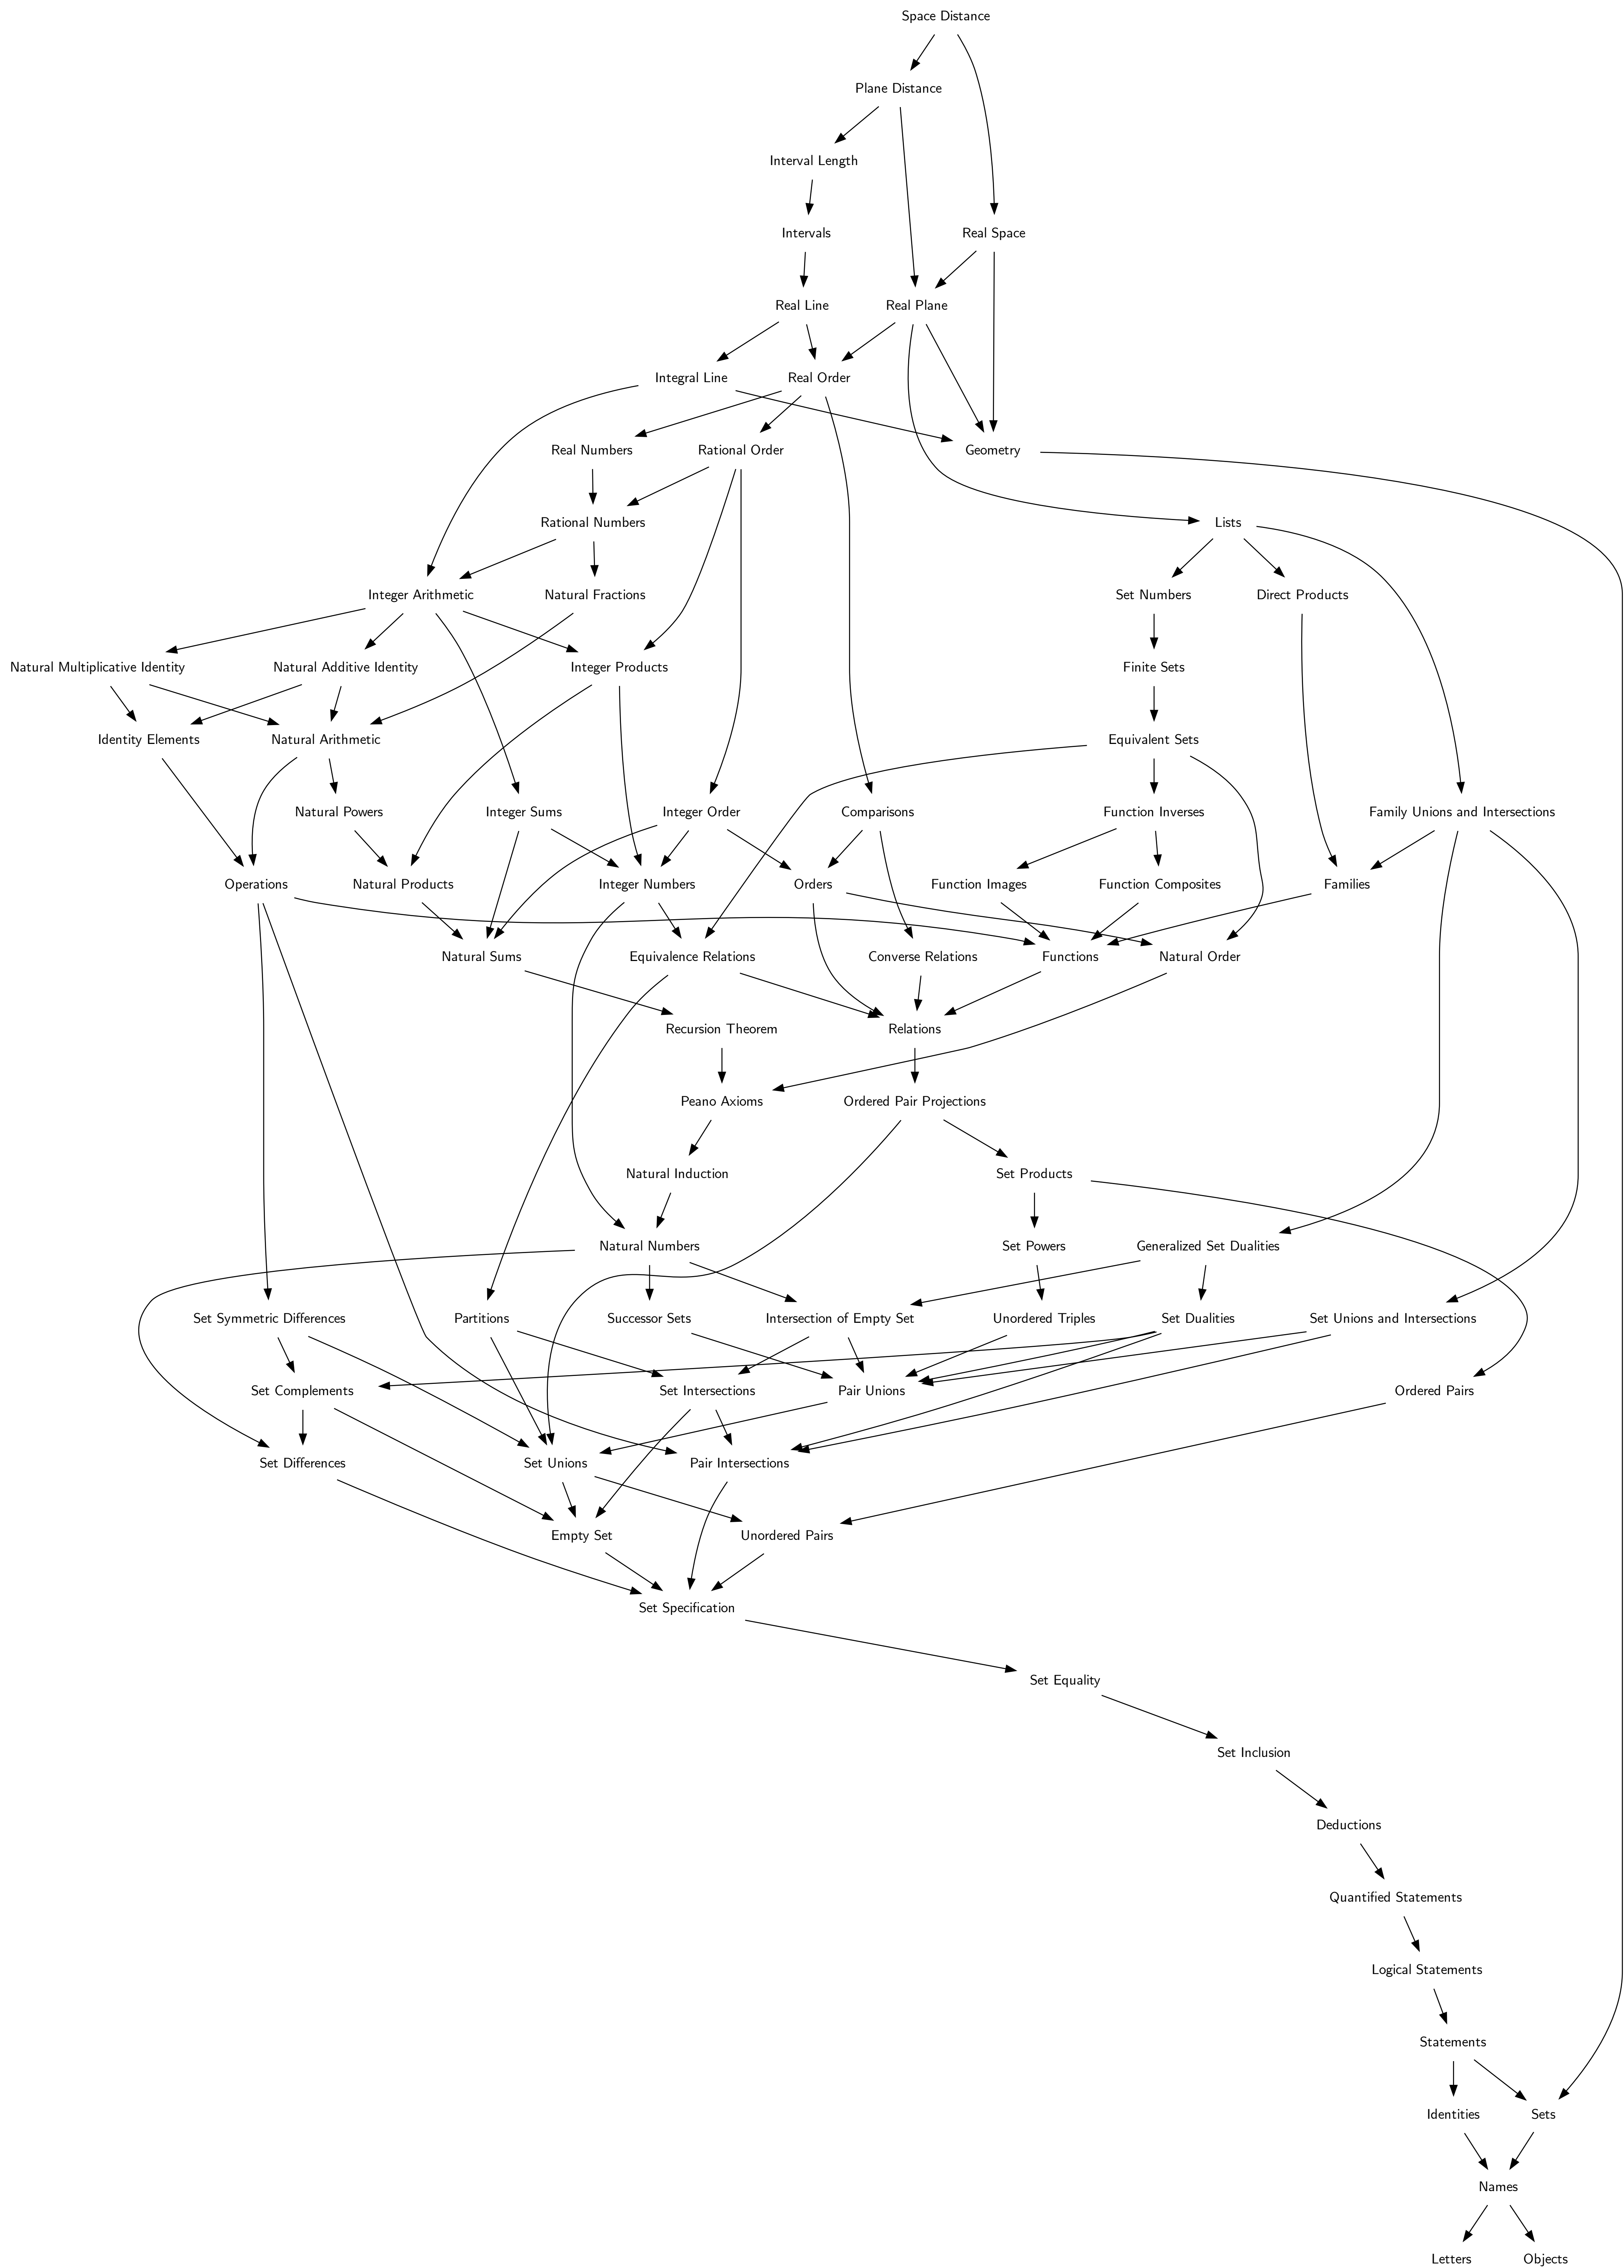 Space Distance
Plane Distance
Interval Length
Intervals
Real Space
Real Line
Real Plane
Integral Line
Real Order
Real Numbers
Rational Order
Geometry
Rational Numbers
Lists
Integer Arithmetic
Natural Fractions
Set Numbers
Direct Products
Natural Multiplicative Identity
Natural Additive Identity
Integer Products
Finite Sets
Identity Elements
Natural Arithmetic
Equivalent Sets
Natural Powers
Integer Sums
Integer Order
Comparisons
Function Inverses
Family Unions and Intersections
Operations
Natural Products
Integer Numbers
Orders
Function Images
Function Composites
Families
Natural Sums
Equivalence Relations
Converse Relations
Functions
Natural Order
Recursion Theorem
Relations
Peano Axioms
Ordered Pair Projections
Natural Induction
Set Products
Natural Numbers
Set Powers
Generalized Set Dualities
Set Symmetric Differences
Partitions
Successor Sets
Intersection of Empty Set
Unordered Triples
Set Dualities
Set Unions and Intersections
Set Complements
Set Intersections
Pair Unions
Ordered Pairs
Set Differences
Set Unions
Pair Intersections
Empty Set
Unordered Pairs
Set Specification
Set Equality
Set Inclusion
Deductions
Quantified Statements
Logical Statements
Statements
Identities
Sets
Names
Letters
Objects